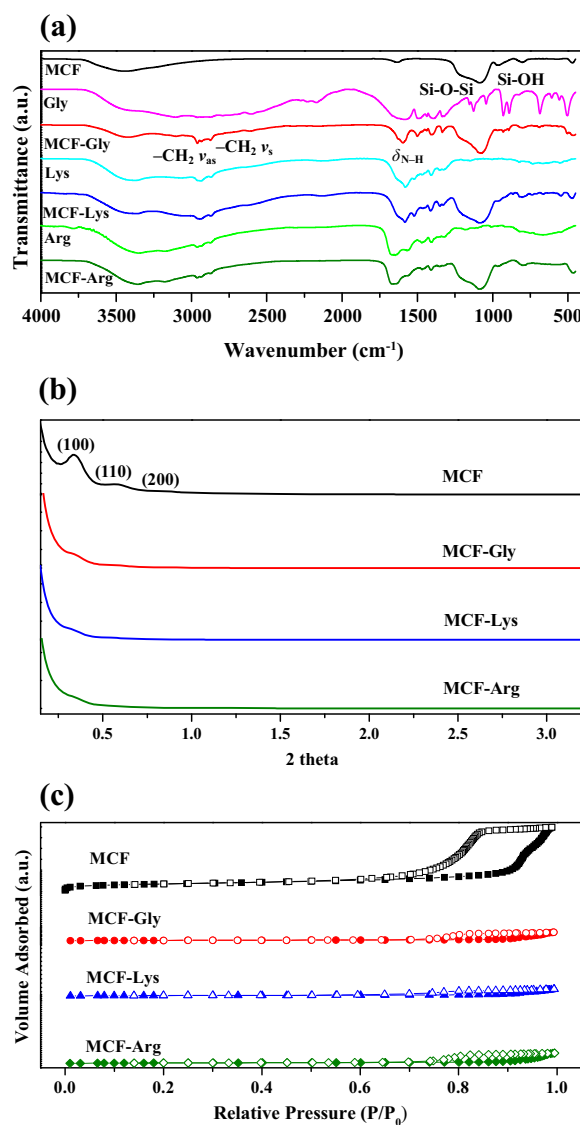 (a)
MCF
Si-O-Si
Si-OH
Gly
MCF-Gly
–CH2 νas
–CH2 νs
δN–H
Lys
MCF-Lys
Arg
MCF-Arg
Transmittance (a.u.)
4000 3500 3000 2500 2000 1500 1000 500
Wavenumber (cm-1)
(b)
(100)
(110)
(200)
MCF
MCF-Gly
MCF-Lys
MCF-Arg
0.5 1.0 1.5 2.0 2.5 3.0
2 theta
(c)
MCF
MCF-Gly
MCF-Lys
MCF-Arg
Volume Adsorbed (a.u.)
0.0 0.2 0.4 0.6 0.8 1.0
Relative Pressure (P/P0)